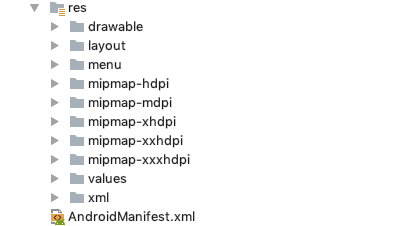 res
drawable
layout
menu
mipmap-hdpi
mipmap-mdpi
mipmap-xhdpi
mipmap-xxhdpi
mipmap-xxxhdpi
values
xml
AndroidManifest.xml